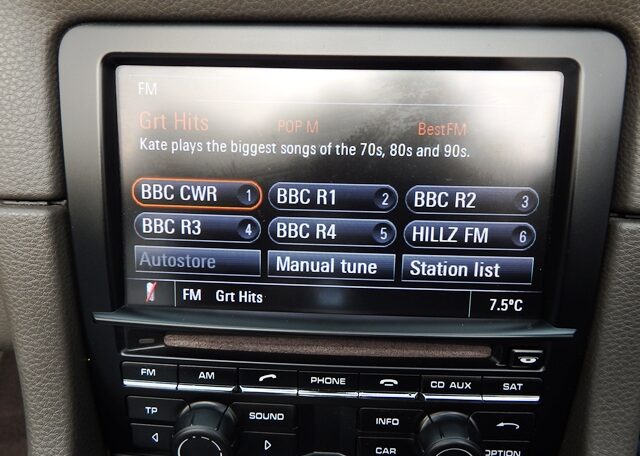 FM
Grt Hits POP M BestFM
Kate plays the biggest songs of the 70s, 80s and 90s.
BBC CWR 1 BBC R1 2 BBC R2 3
BBC R3 4 BBC R4 5 HILLZ FM 6
Autostore Manual tune Station list
FM Grt Hits 7.5ºC
FM AM PHONE CD AUX SAT
TP SOUND INFO
CAR OPTION